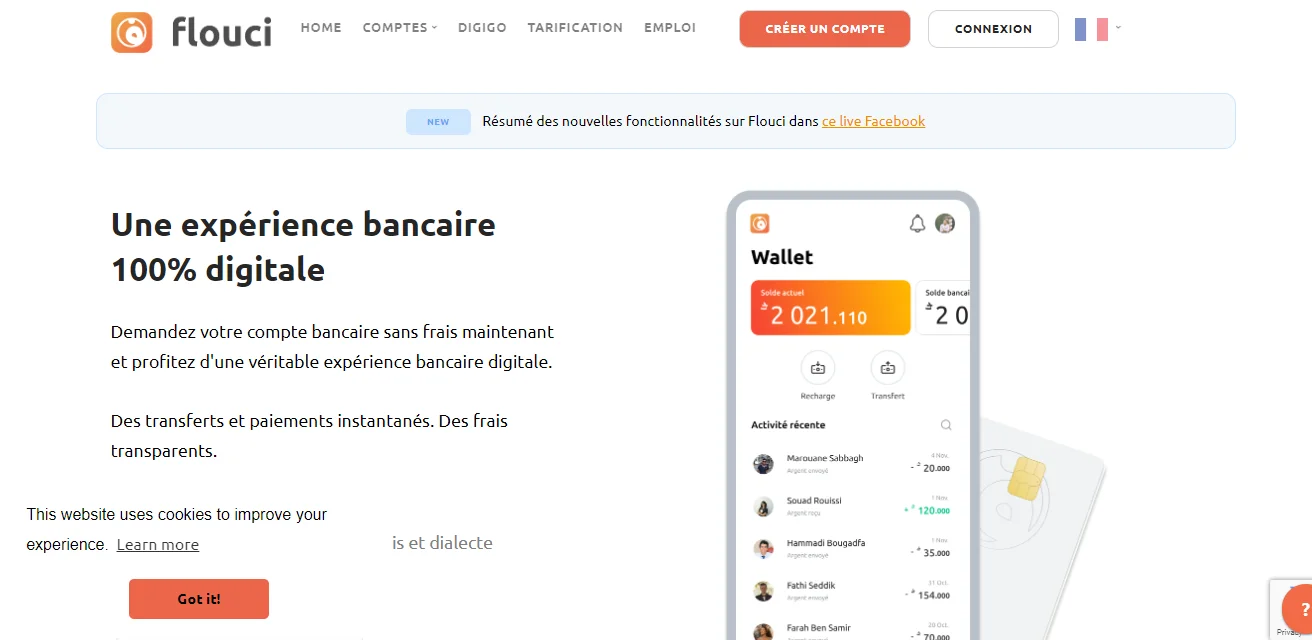 flouci
HOME
COMPTES
DIGIGO
TARIFICATION
EMPLOI
CRÉER UN COMPTE
CONNEXION
NEW
Résumé des nouvelles fonctionnalités sur Flouci dans ce live Facebook
Une expérience bancaire
100% digitale
Demandez votre compte bancaire sans frais maintenant
et profitez d'une véritable expérience bancaire digitale.
Des transferts et paiements instantanés. Des frais
transparents.
This website uses cookies to improve your
experience. Learn more
is et dialecte
Got it!
Wallet
Solde actuel
2 021.110
Solde bancai
2 0
Recharge
Transfert
Activité récente
Marouane Sabbagh
4 Nov.
Argent envoyé
- 20.000
Souad Rouissi
1 Nov.
Argent reçu
+ 120.000
Hammadi Bougadfa
1 Nov.
Argent envoyé
- 35.000
Fathi Seddik
31 Oct.
Argent envoyé
- 154.000
Farah Ben Samir
20 Oct.
- 70.000
?
Privacy